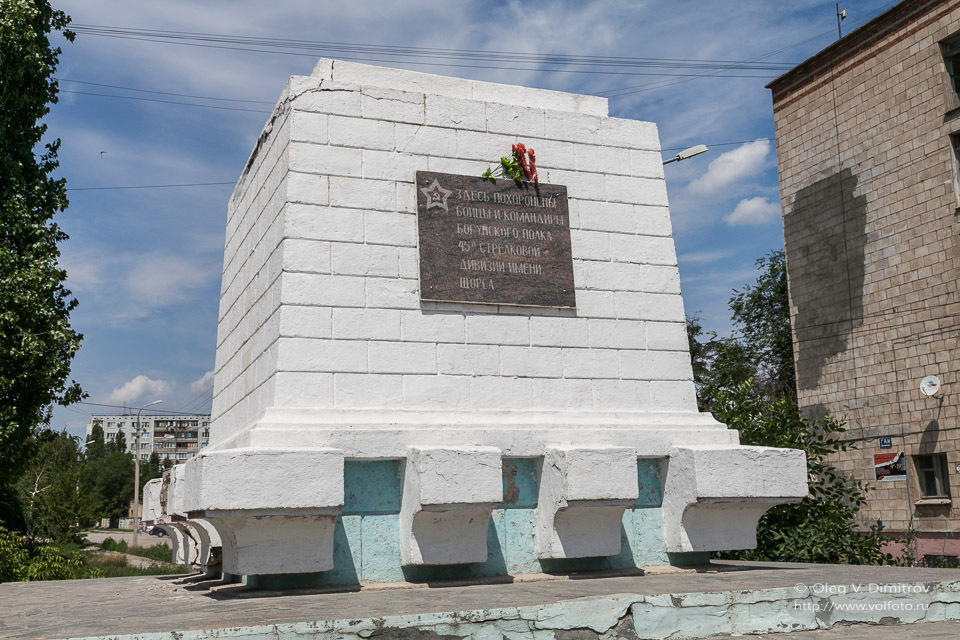 ЗДЕСЬ ПОХОРОНЕНЫ
БОЙЦЫ И КОМАНДИРЫ
БОГУНСКОГО ПОЛКА
45Й СТРЕЛКОВОЙ
ДИВИЗИИ ИМЕНИ
ЩОРСА
© Oleg V. Dimitrov
http://www.volfoto.ru